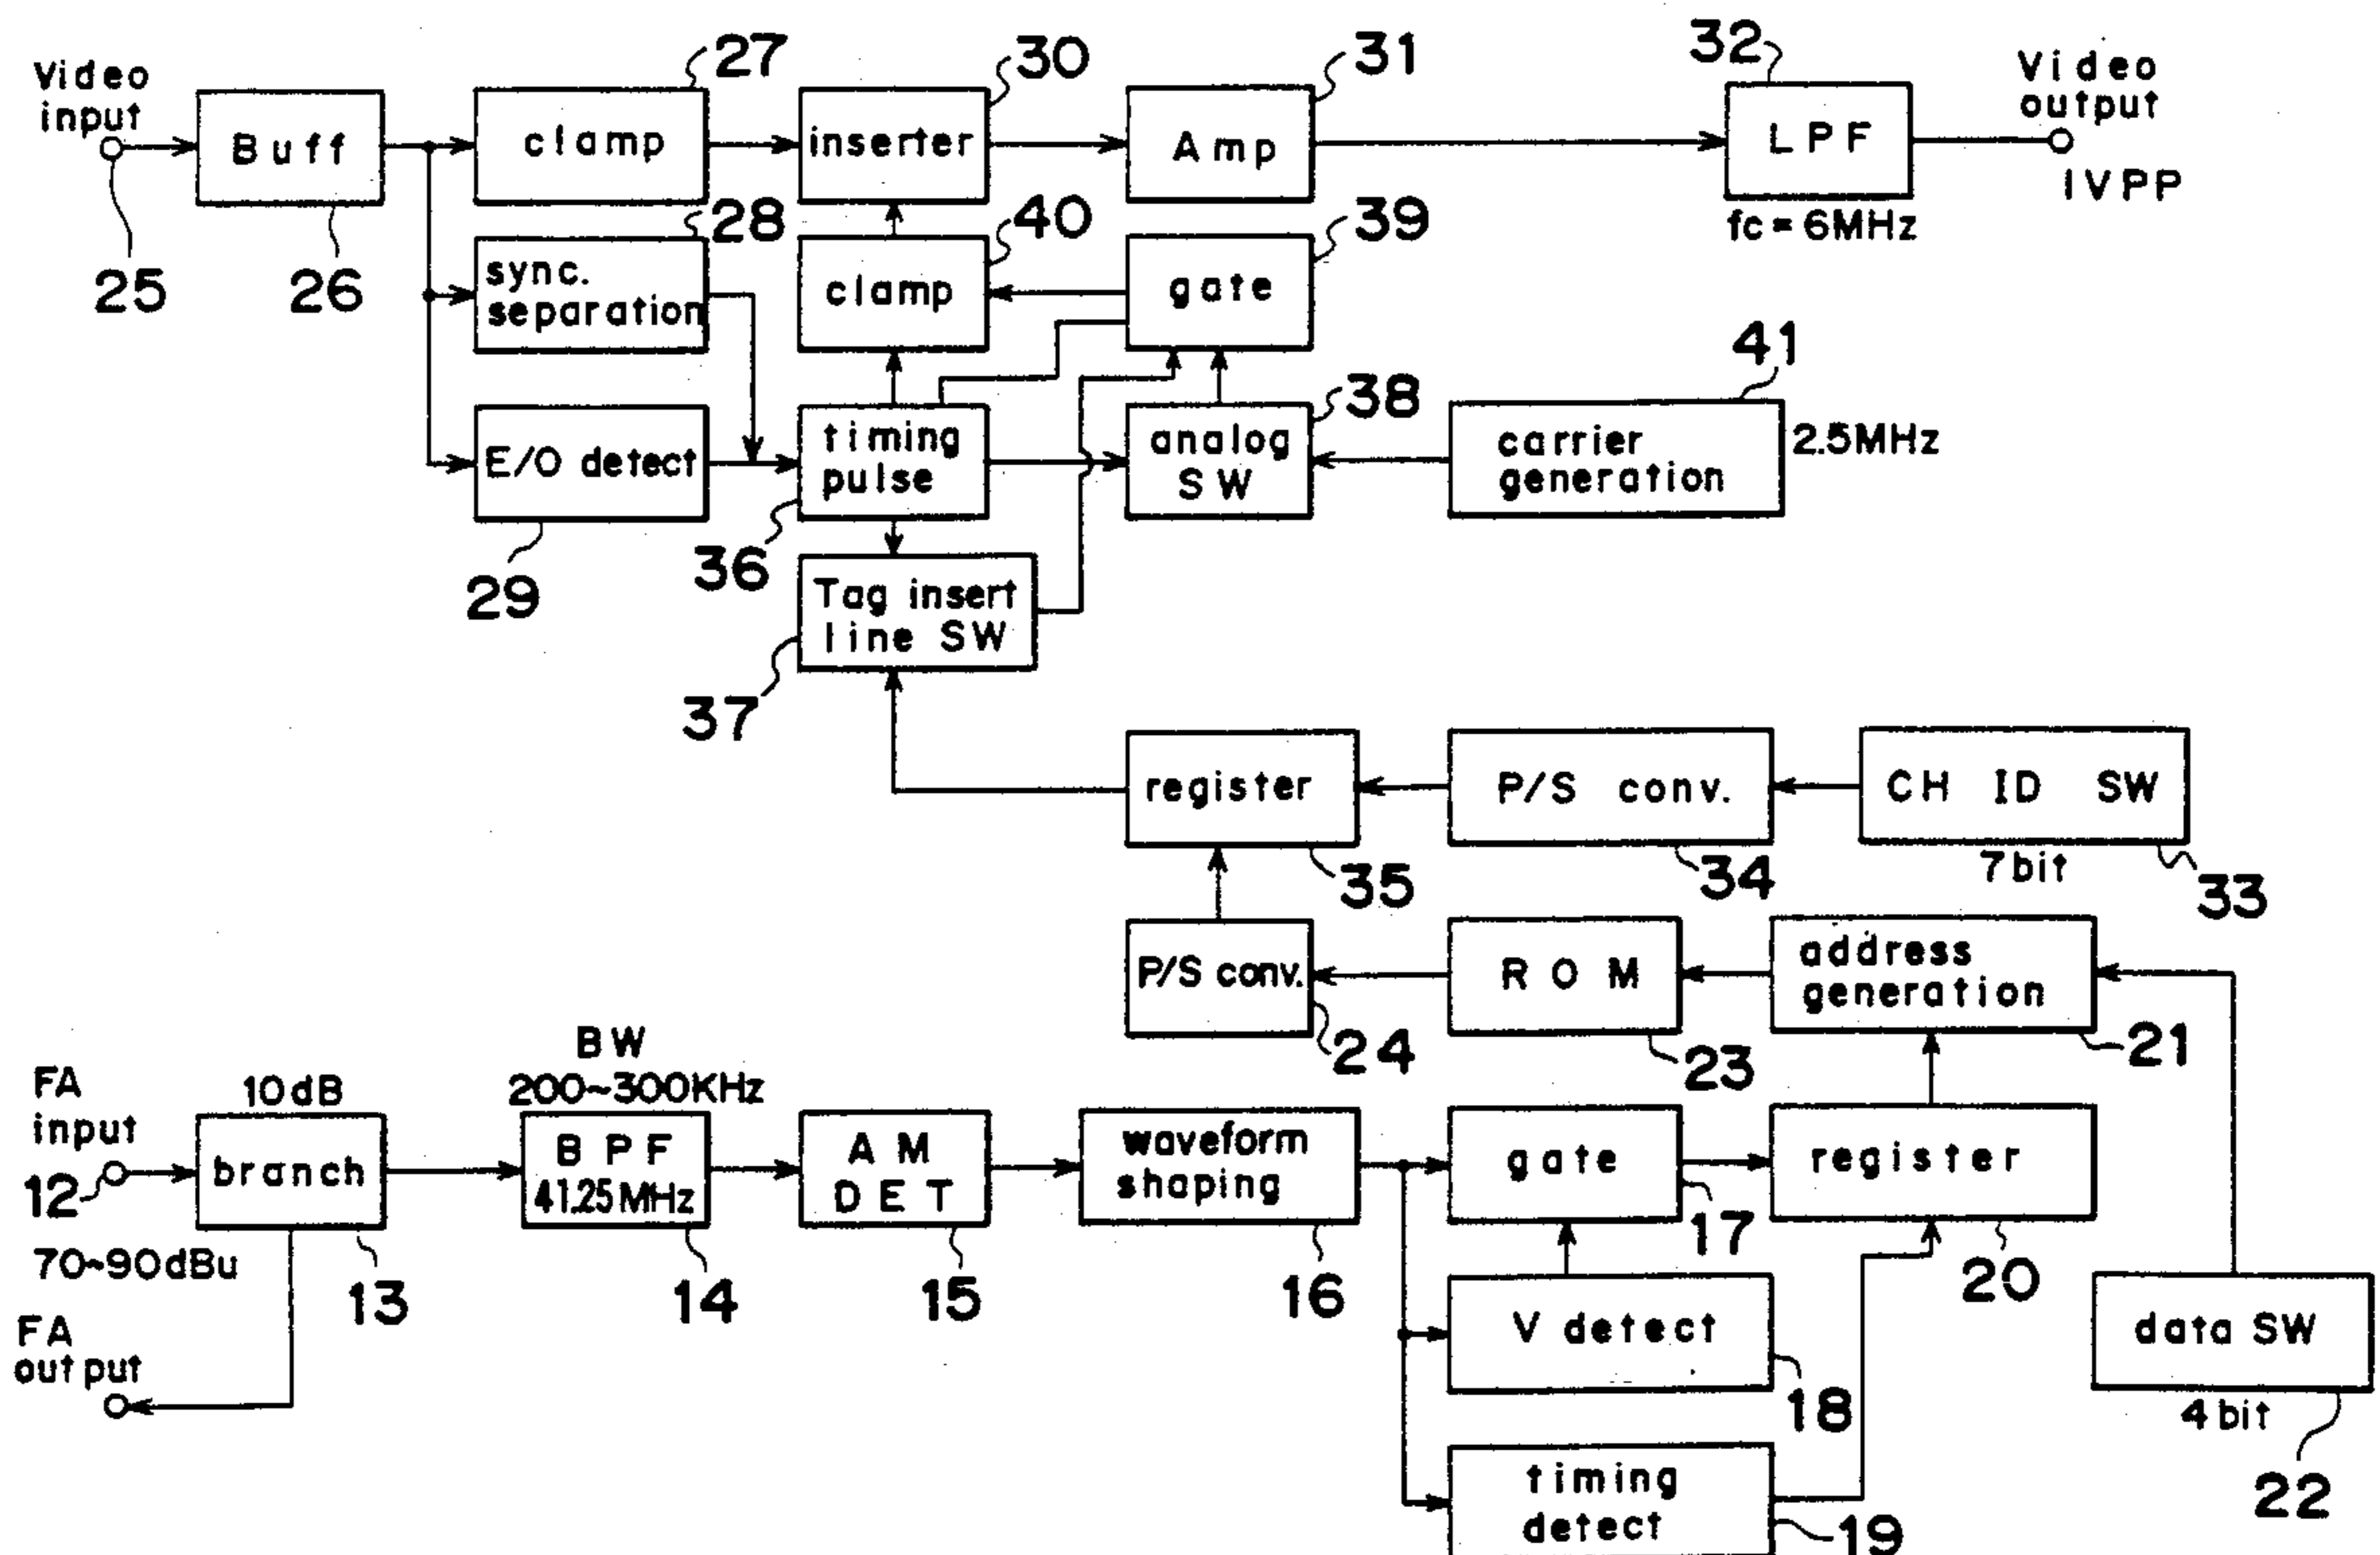 Video
input
25
Buff
26
clamp
27
inserter
30
Amp
31
LPF
32
fc=6MHz
Video
output
1VPP
sync.
separation
28
clamp
40
gate
39
E/O detect
29
timing
pulse
36
analog
SW
38
carrier
generation
41
2.5MHz
Tag insert
line SW
37
register
35
P/S conv.
34
CH ID SW
7bit
33
P/S conv.
24
ROM
23
address
generation
21
FA
input
12
70~90dBu
10dB
branch
13
FA
output
BW
200~300KHz
BPF
41.25MHz
14
AM
DET
15
waveform
shaping
16
gate
17
register
20
V detect
18
data SW
4bit
22
timing
detect
19